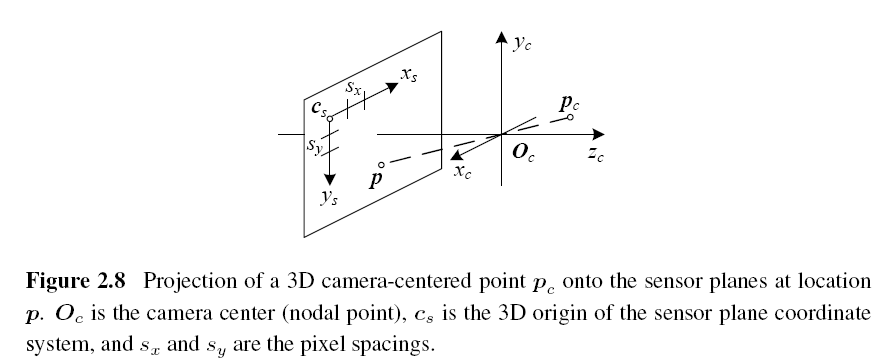 y_c
x_s
s_x
c_s
p_c
s_y
O_c
z_c
p
x_c
y_s
Figure 2.8 Projection of a 3D camera-centered point p_c onto the sensor planes at location
p. O_c is the camera center (nodal point), c_s is the 3D origin of the sensor plane coordinate
system, and s_x and s_y are the pixel spacings.